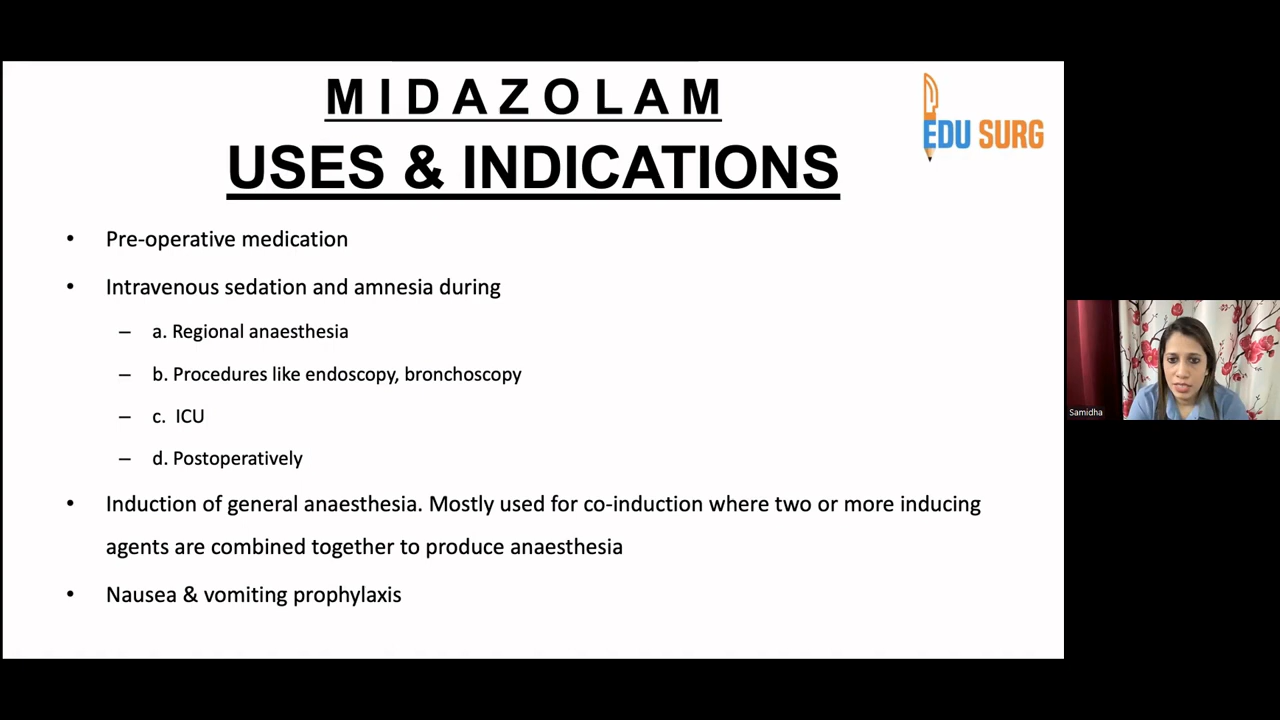 M I D A Z O L A M
USES & INDICATIONS
EDU SURG
• Pre-operative medication
• Intravenous sedation and amnesia during
– a. Regional anaesthesia
– b. Procedures like endoscopy, bronchoscopy
– c. ICU
– d. Postoperatively
• Induction of general anaesthesia. Mostly used for co-induction where two or more inducing
agents are combined together to produce anaesthesia
• Nausea & vomiting prophylaxis
Samidha